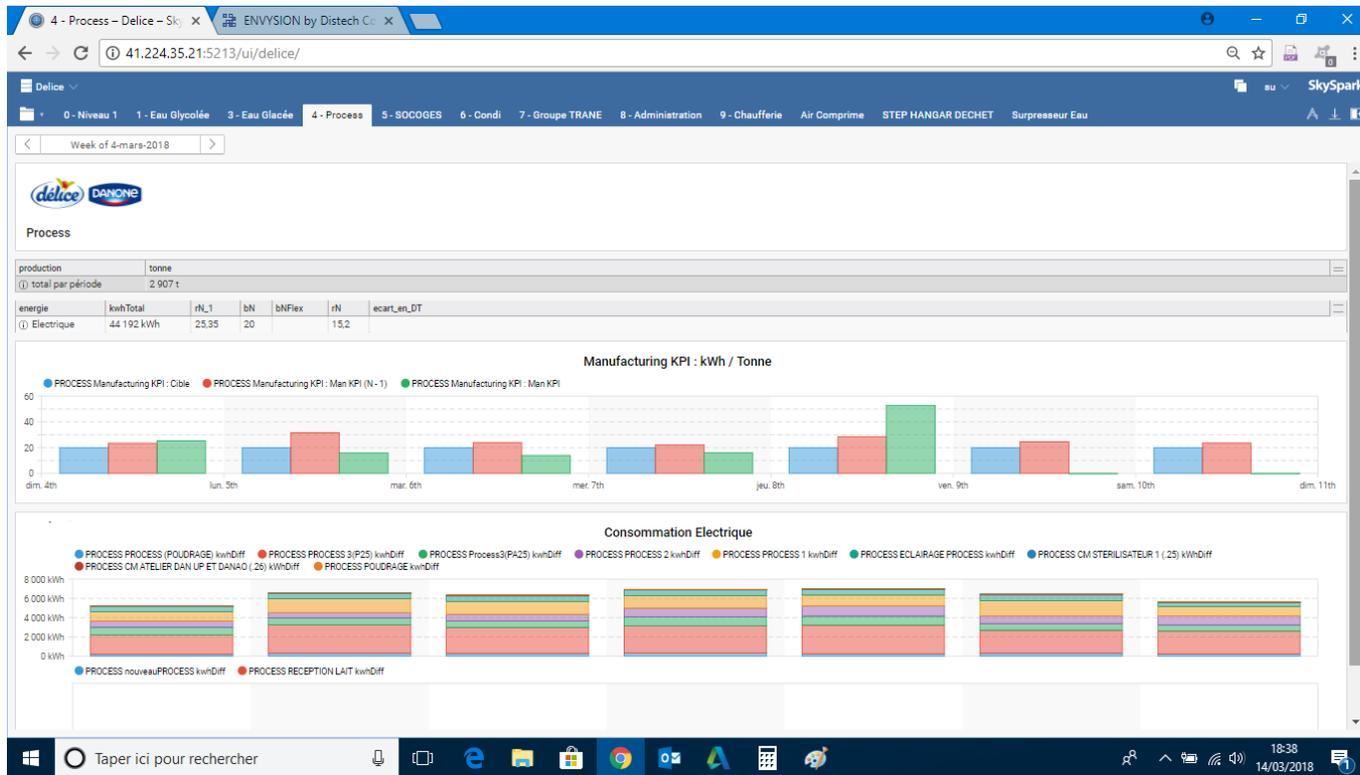 4 - Process – Delice – Sky
ENVYSION by Distech Co
41.224.35.21:5213/ui/delice/
Delice
su
SkySpark
0 - Niveau 1 1 - Eau Glycolée 3 - Eau Glacée 4 - Process 5 - SOCOGES 6 - Condi 7 - Groupe TRANE 8 - Administration 9 - Chaufferie Air Comprime STEP HANGAR DECHET Surpresseur Eau
Week of 4-mars-2018
délice DANONE
Process
production tonne
total par période 2 907 t
energie kwhTotal rN_1 bN bNFlex rN ecart_en_DT
Electrique 44 192 kWh 25,35 20 15,2
Manufacturing KPI : kWh / Tonne
PROCESS Manufacturing KPI : Cible PROCESS Manufacturing KPI : Man KPI (N - 1) PROCESS Manufacturing KPI : Man KPI
60
40
20
0
dim. 4th lun. 5th mar. 6th mer. 7th jeu. 8th ven. 9th sam. 10th dim. 11th
Consommation Electrique
PROCESS PROCESS (POUDRAGE) kwhDiff PROCESS PROCESS 3(P25) kwhDiff PROCESS Process3(PA25) kwhDiff PROCESS PROCESS 2 kwhDiff PROCESS PROCESS 1 kwhDiff PROCESS ECLAIRAGE PROCESS kwhDiff PROCESS CM STERILISATEUR 1 (.25) kWhDiff
PROCESS CM ATELIER DAN UP ET DANAO (.26) kWhDiff PROCESS POUDRAGE kwhDiff
8 000 kWh
6 000 kWh
4 000 kWh
2 000 kWh
0 kWh
PROCESS nouveauPROCESS kwhDiff PROCESS RECEPTION LAIT kwhDiff
Taper ici pour rechercher
18:38
14/03/2018